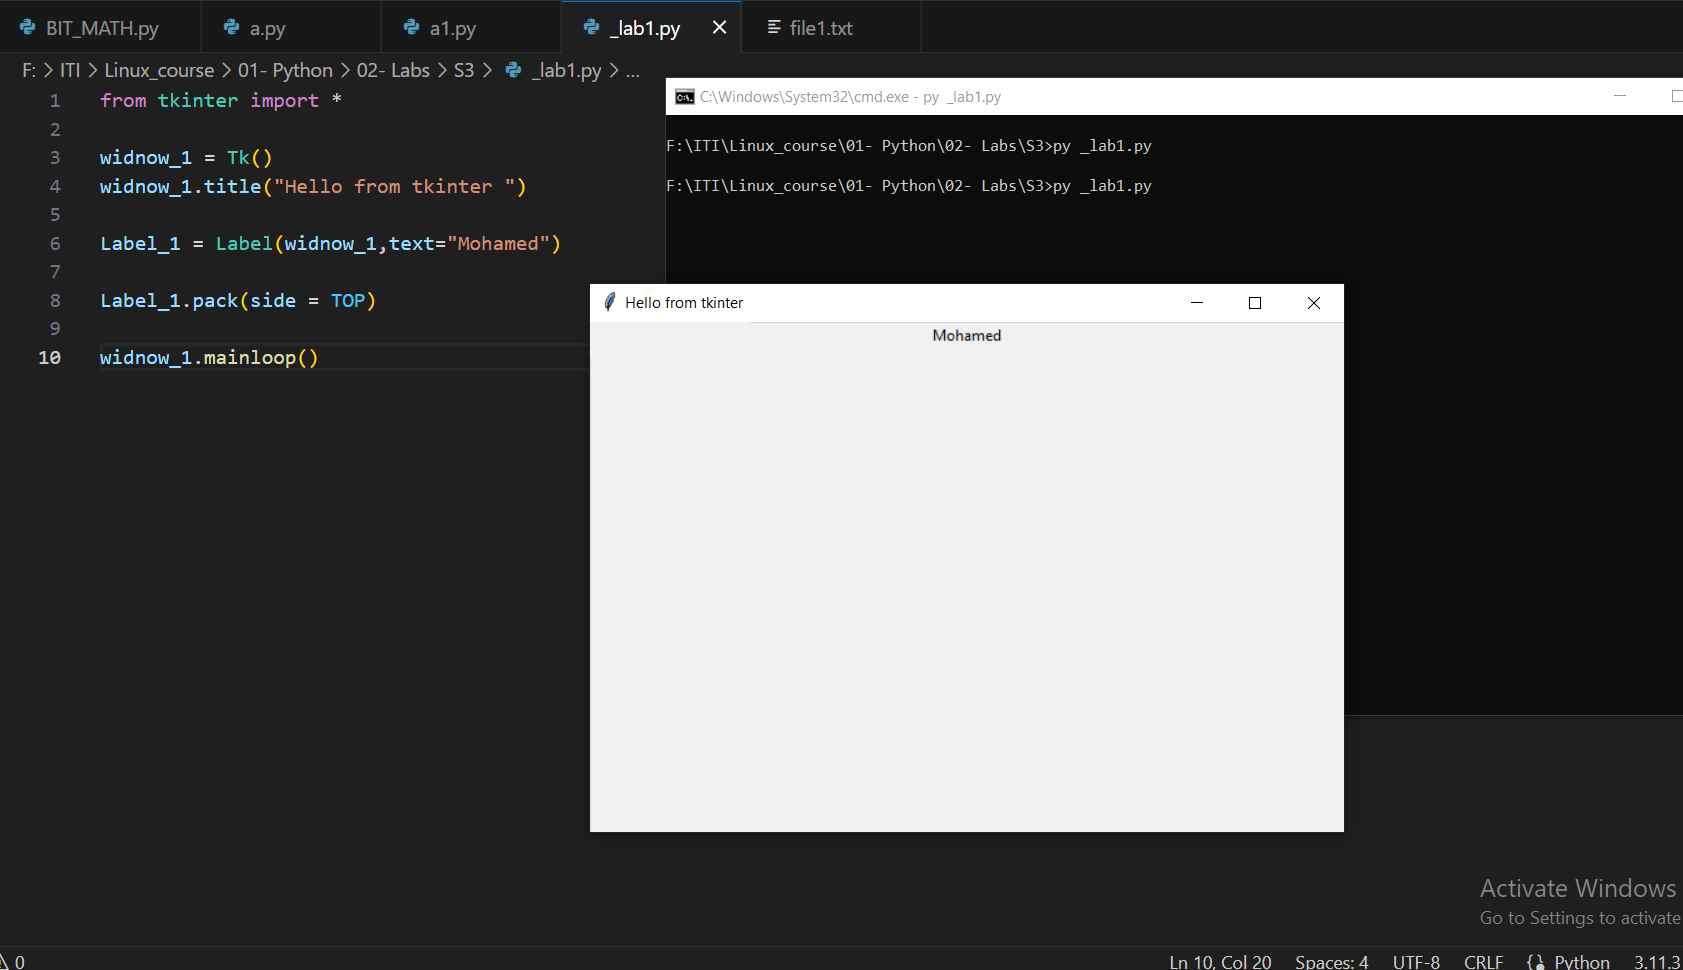 BIT_MATH.py
a.py
a1.py
_lab1.py
file1.txt
F: > ITI > Linux_course > 01- Python > 02- Labs > S3 > _lab1.py > ...
1 from tkinter import *
2
3 widnow_1 = Tk()
4 widnow_1.title("Hello from tkinter ")
5
6 Label_1 = Label(widnow_1,text="Mohamed")
7
8 Label_1.pack(side = TOP)
9
10 widnow_1.mainloop()
C:\Windows\System32\cmd.exe - py _lab1.py
F:\ITI\Linux_course\01- Python\02- Labs\S3>py _lab1.py
F:\ITI\Linux_course\01- Python\02- Labs\S3>py _lab1.py
Hello from tkinter
Mohamed
Activate Windows
Go to Settings to activate
0
Ln 10, Col 20
Spaces: 4
UTF-8
CRLF
Python
3.11.3